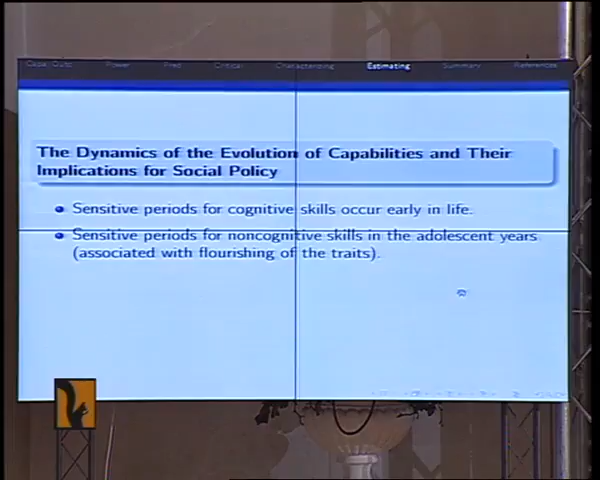 Power Pred Critical Characterizing Estimating Summary References
The Dynamics of the Evolution of Capabilities and Their
Implications for Social Policy
Sensitive periods for cognitive skills occur early in life.
Sensitive periods for noncognitive skills in the adolescent years
(associated with flourishing of the traits).